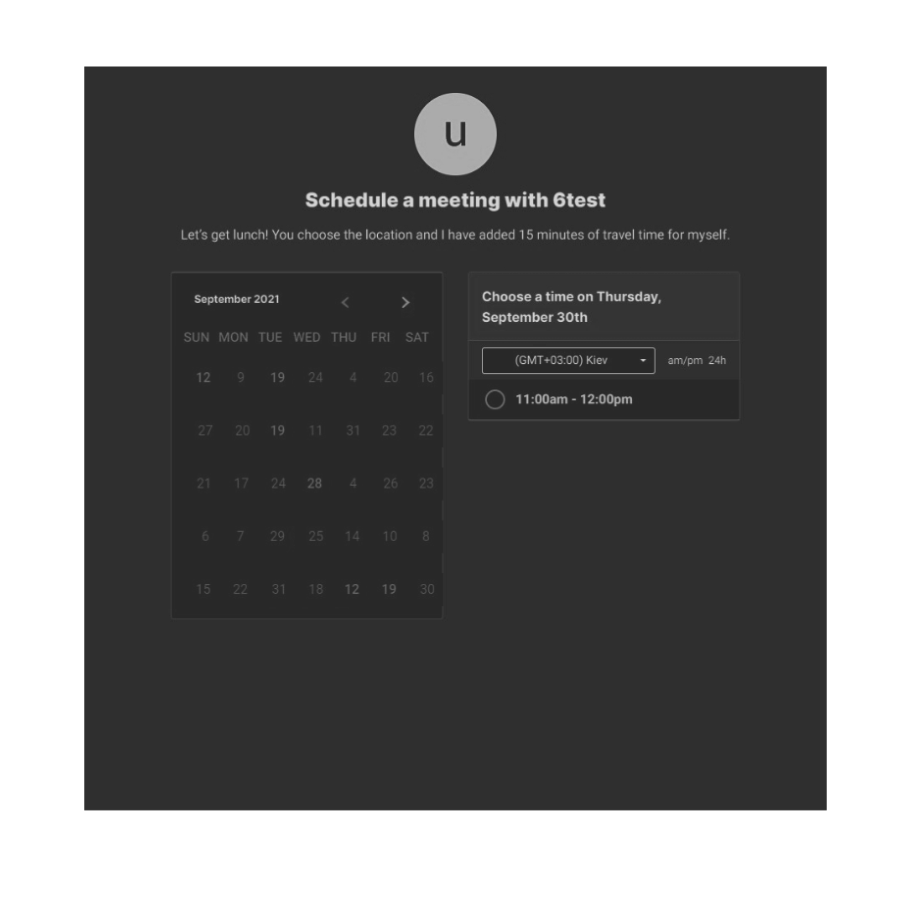 u
Schedule a meeting with 6test
Let's get lunch! You choose the location and I have added 15 minutes of travel time for myself.
September 2021 < >
SUN MON TUE WED THU FRI SAT
12 9 19 24 4 20 16
27 20 19 11 31 23 22
21 17 24 28 4 26 23
6 7 29 25 14 10 8
15 22 31 18 12 19 30
Choose a time on Thursday,
September 30th
(GMT+03:00) Kiev am/pm 24h
11:00am - 12:00pm